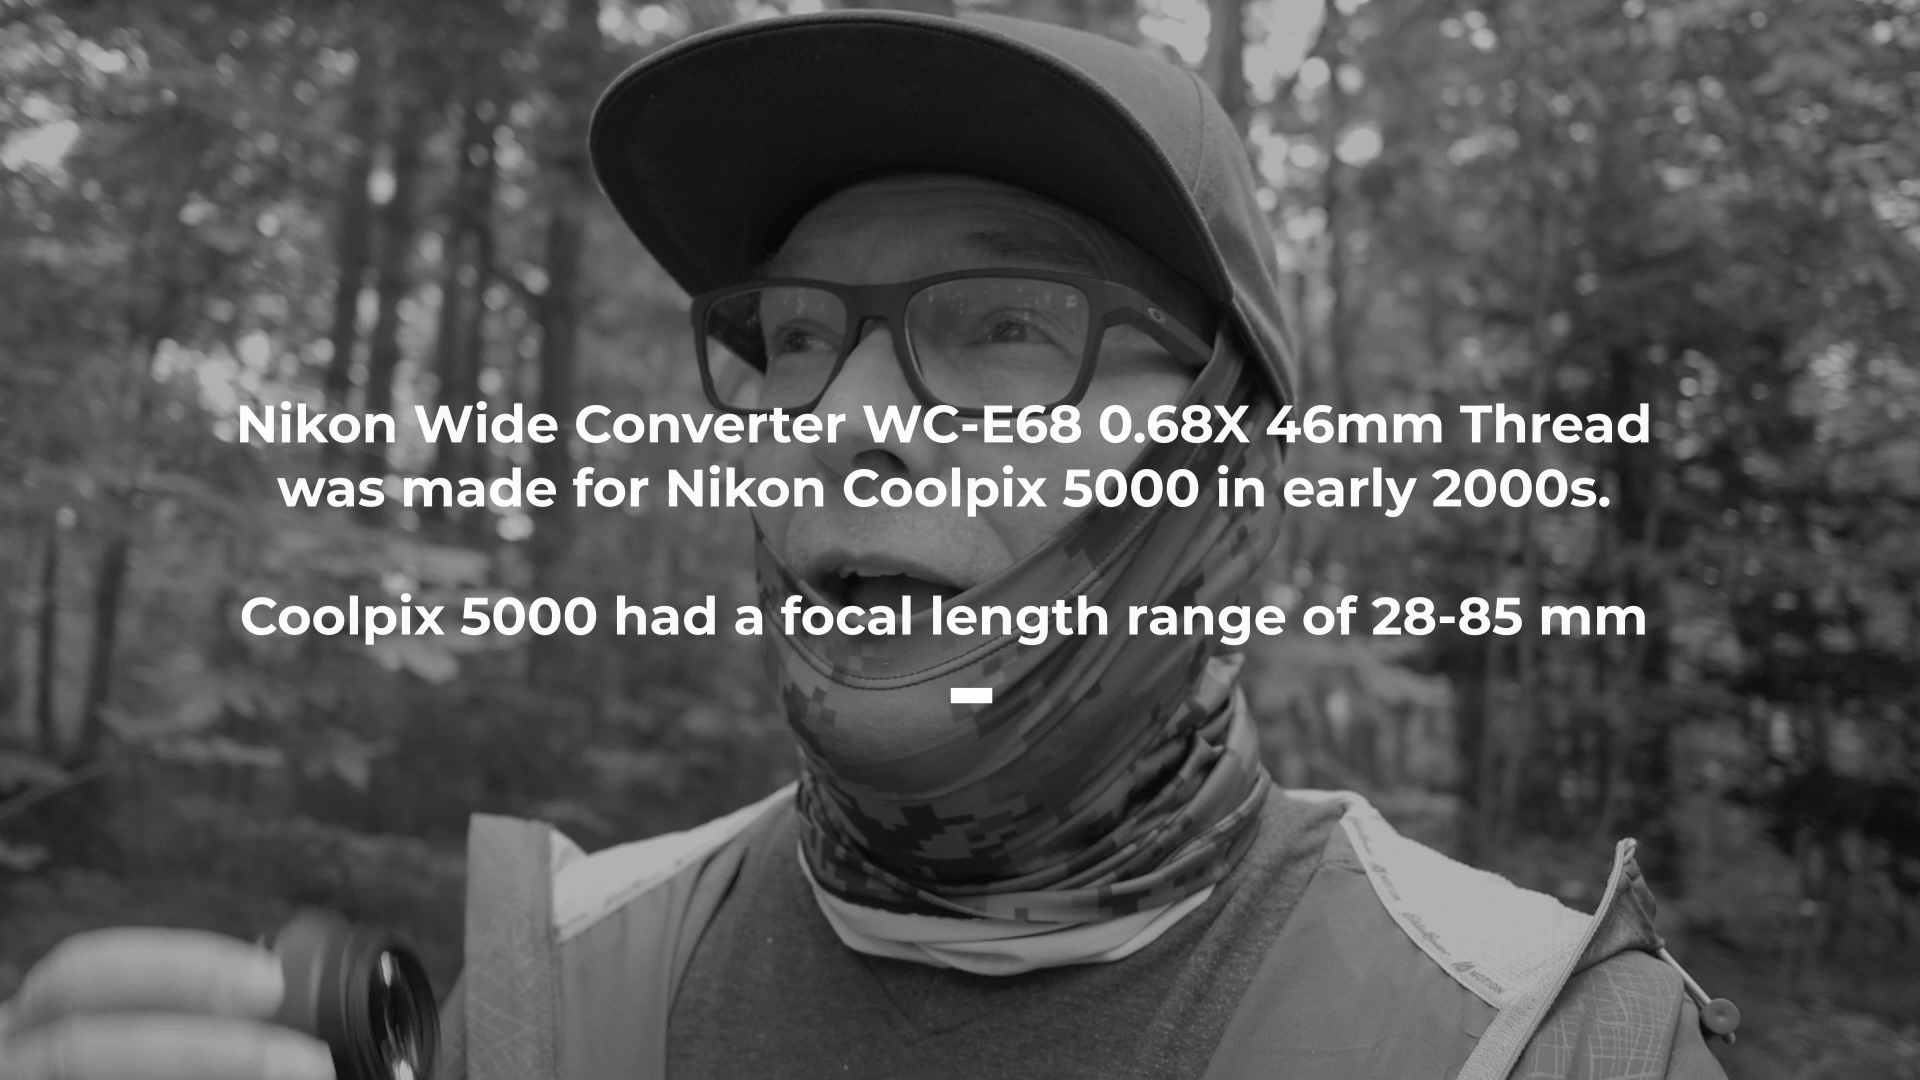 Nikon Wide Converter WC-E68 0.68X 46mm Thread
was made for Nikon Coolpix 5000 in early 2000s.
Coolpix 5000 had a focal length range of 28-85 mm
MOTION